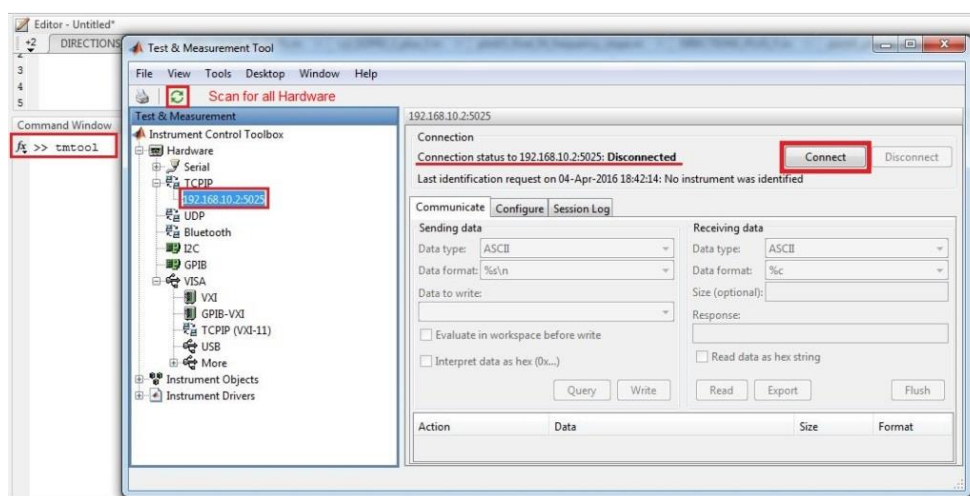 Editor - Untitled*
+2 DIRECTIONS
Test & Measurement Tool
2
3
4
5
File View Tools Desktop Window Help
Scan for all Hardware
Command Window
fx >> tmtool
Test & Measurement
Instrument Control Toolbox
Hardware
Serial
TCPIP
192.168.10.2:5025
UDP
Bluetooth
I2C
GPIB
VISA
VXI
GPIB-VXI
TCPIP (VXI-11)
USB
More
Instrument Objects
Instrument Drivers
192.168.10.2:5025
Connection
Connection status to 192.168.10.2:5025: Disconnected
Connect Disconnect
Last identification request on 04-Apr-2016 18:42:14: No instrument was identified
Communicate Configure Session Log
Sending data
Data type: ASCII
Data format: %s\n
Data to write:
Evaluate in workspace before write
Interpret data as hex (0x...)
Query Write
Receiving data
Data type: ASCII
Data format: %c
Size (optional):
Response:
Read data as hex string
Read Export Flush
Action Data Size Format